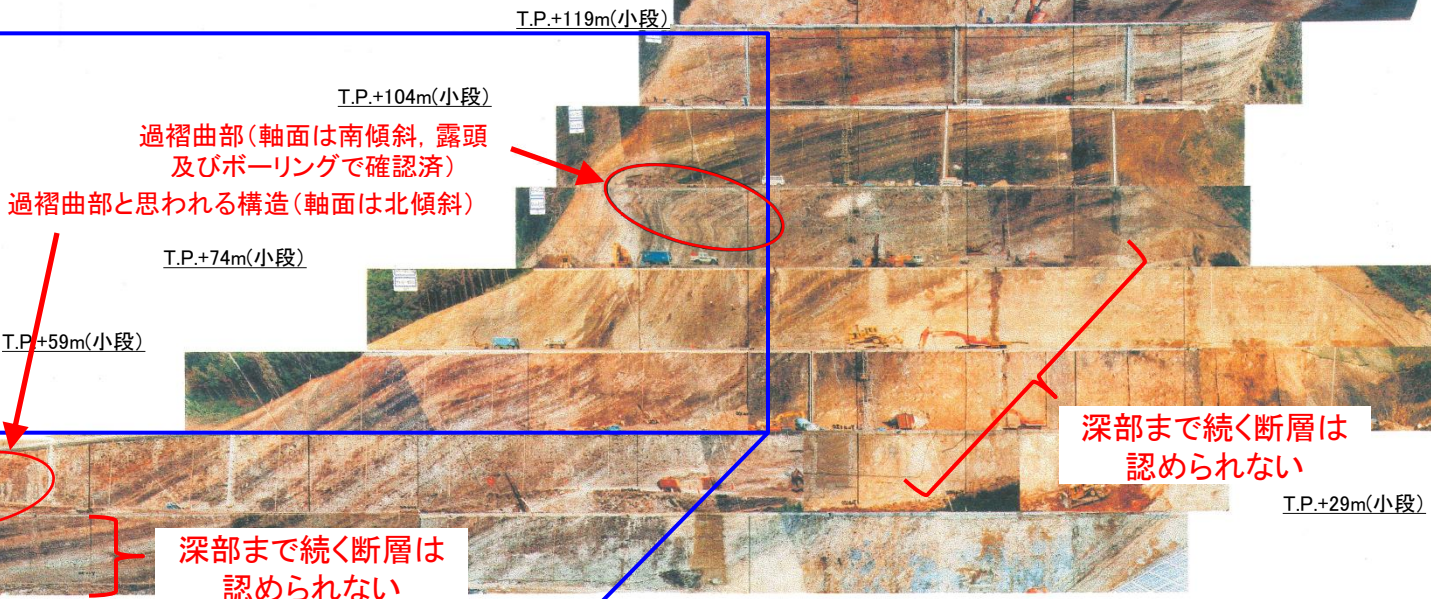 T.P.+119m(小段)
T.P.+104m(小段)
過褶曲部(軸面は南傾斜, 露頭
及びボーリングで確認済)
過褶曲部と思われる構造(軸面は北傾斜)
T.P.+74m(小段)
T.P.+59m(小段)
深部まで続く断層は
認められない
T.P.+29m(小段)
深部まで続く断層は
認められない